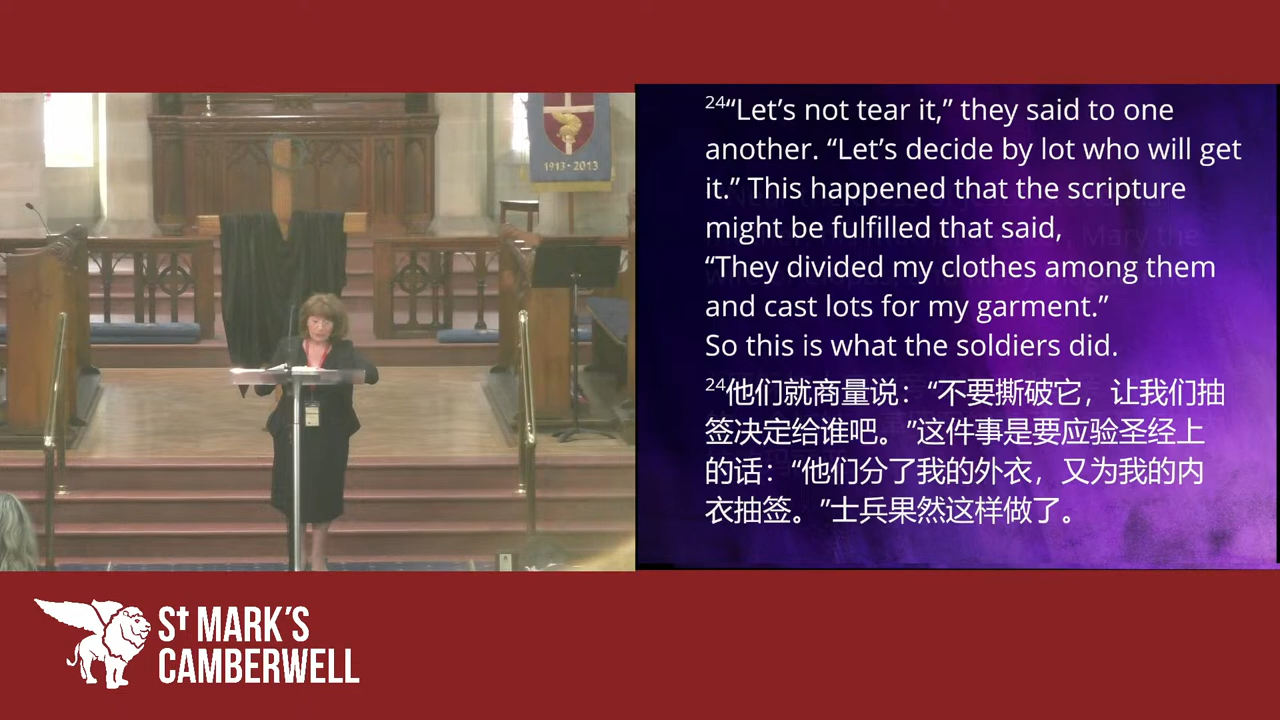 1913-2013
²⁴“Let’s not tear it,” they said to one
another. “Let’s decide by lot who will get
it.” This happened that the scripture
might be fulfilled that said,
“They divided my clothes among them
and cast lots for my garment.”
So this is what the soldiers did.
²⁴他们就商量说：“不要撕破它，让我们抽
签决定给谁吧。”这件事是要应验圣经上
的话：“他们分了我的外衣，又为我的内
衣抽签。”士兵果然这样做了。
St MARK’S
CAMBERWELL